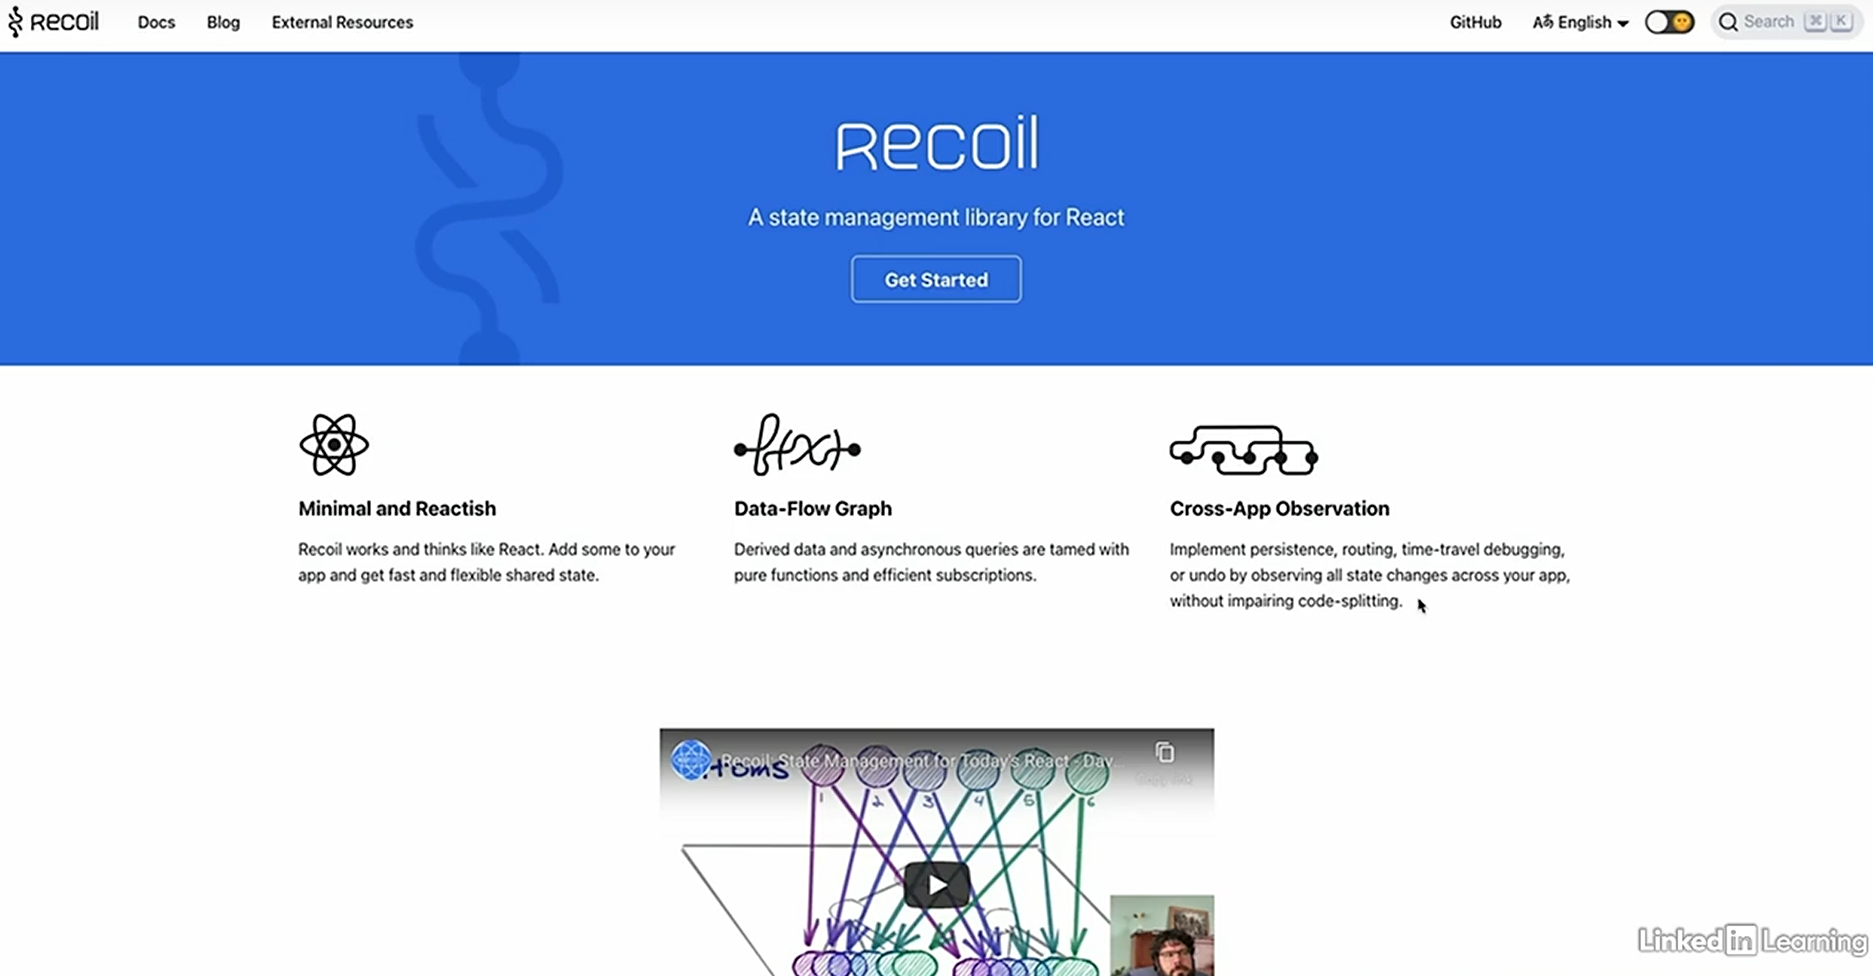 Recoil
Docs
Blog
External Resources
GitHub
English
Search
⌘ K
Recoil
A state management library for React
Get Started
f(x)
Minimal and Reactish
Recoil works and thinks like React. Add some to your
app and get fast and flexible shared state.
Data-Flow Graph
Derived data and asynchronous queries are tamed with
pure functions and efficient subscriptions.
Cross-App Observation
Implement persistence, routing, time-travel debugging,
or undo by observing all state changes across your app,
without impairing code-splitting.
Recoil: State Management for Today's React - Dav...
Atoms
1 2 3 4 5 6
LinkedIn Learning